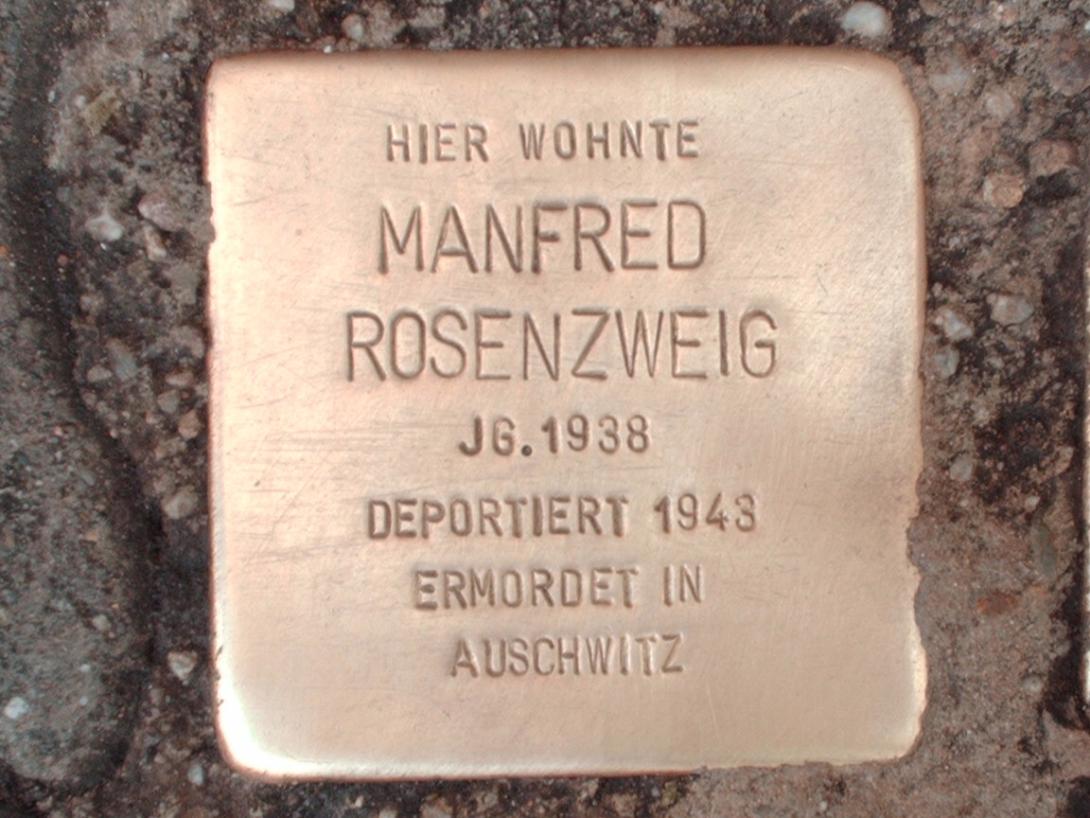 HIER WOHNTE
MANFRED
ROSENZWEIG
JG.1938
DEPORTIERT 1943
ERMORDET IN
AUSCHWITZ